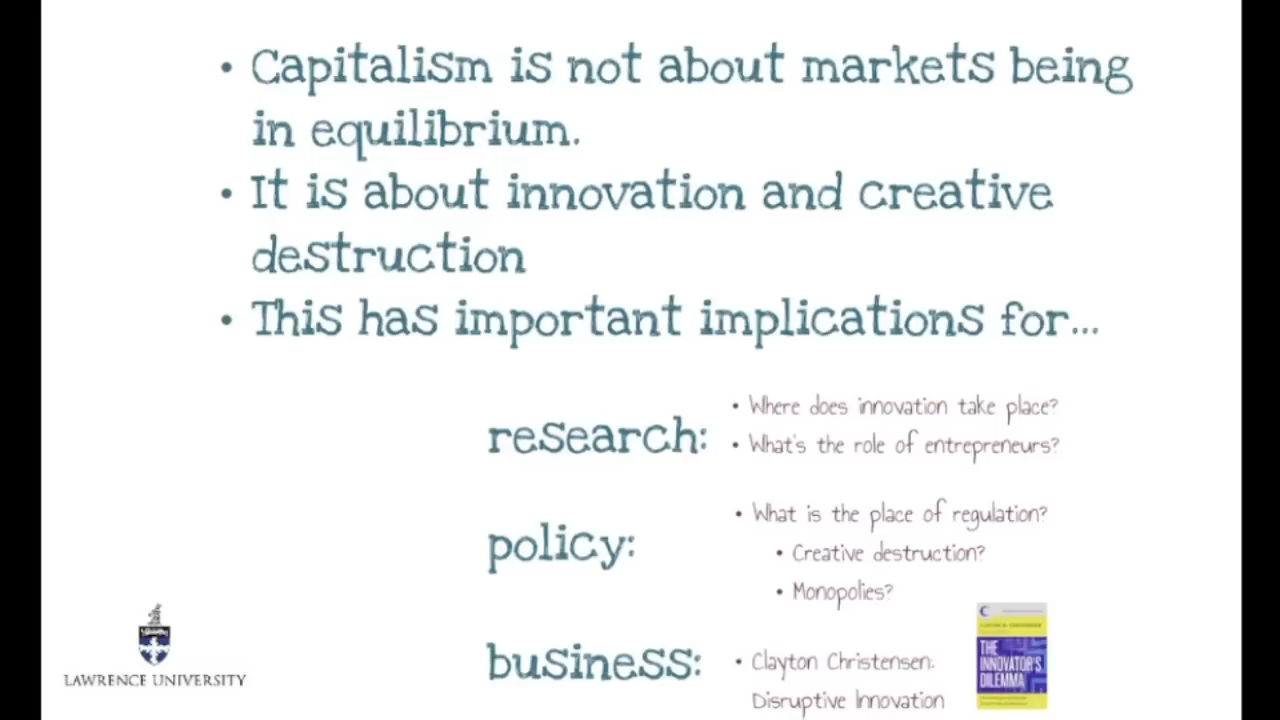 • Capitalism is not about markets being
in equilibrium.
• It is about innovation and creative
destruction
• This has important implications for...
research:
• Where does innovation take place?
• What's the role of entrepreneurs?
policy:
• What is the place of regulation?
• Creative destruction?
• Monopolies?
business:
• Clayton Christensen:
Disruptive Innovation
THE
INNOVATOR'S
DILEMMA
LAWRENCE UNIVERSITY